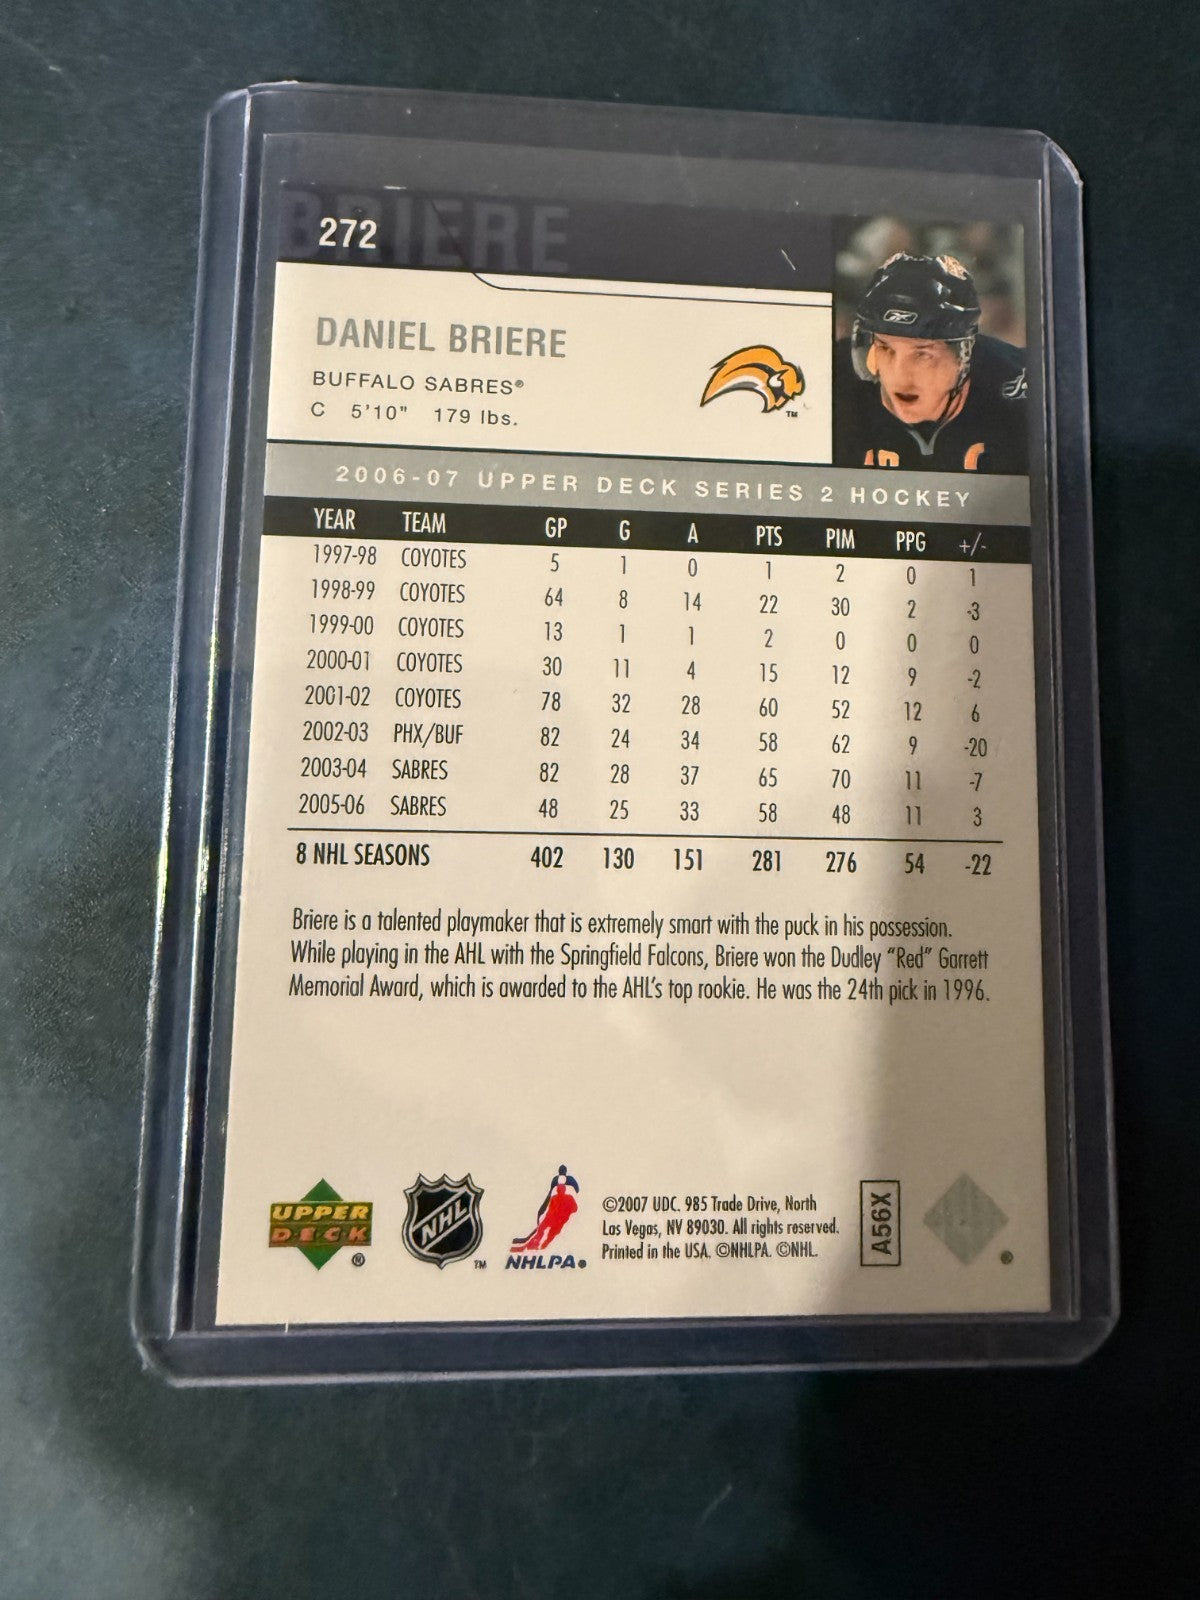 BRIERE
272
DANIEL BRIERE
BUFFALO SABRES®
C 5'10" 179 lbs.
TM
2006-07 UPPER DECK SERIES 2 HOCKEY
YEAR TEAM GP G A PTS PIM PPG +/-
1997-98 COYOTES 5 1 0 1 2 0 1
1998-99 COYOTES 64 8 14 22 30 2 -3
1999-00 COYOTES 13 1 1 2 0 0 0
2000-01 COYOTES 30 11 4 15 12 9 -2
2001-02 COYOTES 78 32 28 60 52 12 6
2002-03 PHX/BUF 82 24 34 58 62 9 -20
2003-04 SABRES 82 28 37 65 70 11 -7
2005-06 SABRES 48 25 33 58 48 11 3
8 NHL SEASONS 402 130 151 281 276 54 -22
Briere is a talented playmaker that is extremely smart with the puck in his possession.
While playing in the AHL with the Springfield Falcons, Briere won the Dudley “Red” Garrett
Memorial Award, which is awarded to the AHL's top rookie. He was the 24th pick in 1996.
UPPER
DECK
®
NHL
TM
NHLPA®
©2007 UDC. 985 Trade Drive, North
Las Vegas, NV 89030. All rights reserved.
Printed in the USA. ©NHLPA. ©NHL.
A56X
®